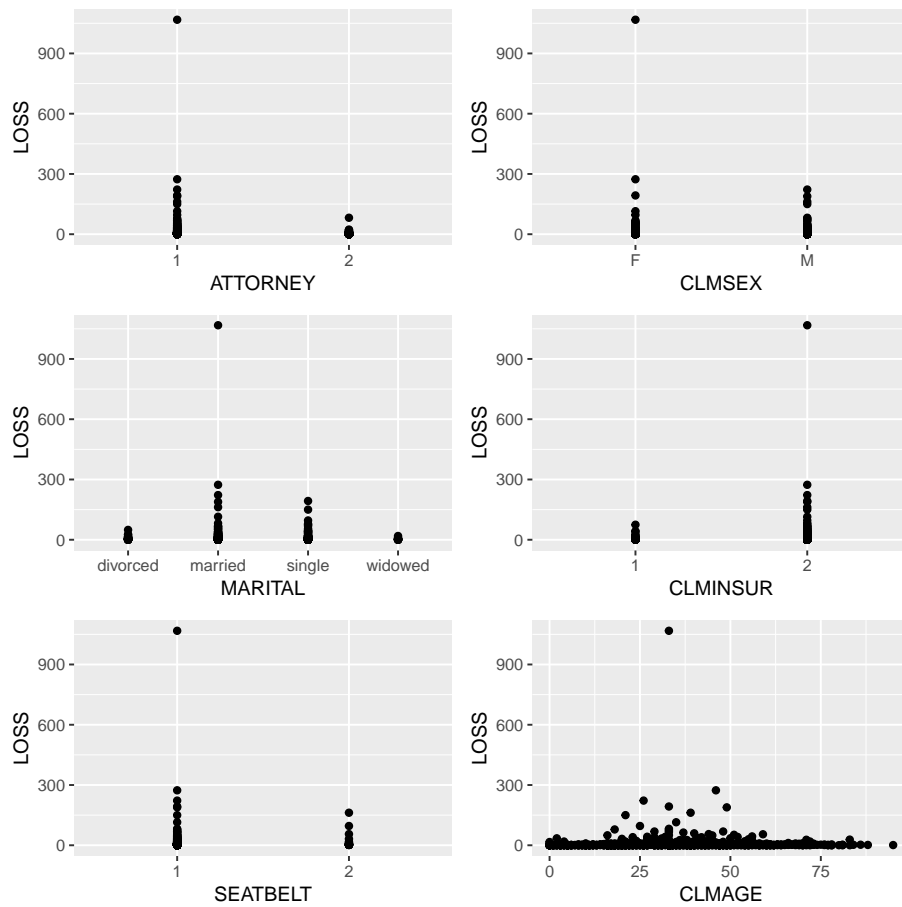 LOSS
900
600
300
0
1 2
ATTORNEY
LOSS
900
600
300
0
F M
CLMSEX
LOSS
900
600
300
0
divorced married single widowed
MARITAL
LOSS
900
600
300
0
1 2
CLMINSUR
LOSS
900
600
300
0
1 2
SEATBELT
LOSS
900
600
300
0
0 25 50 75
CLMAGE